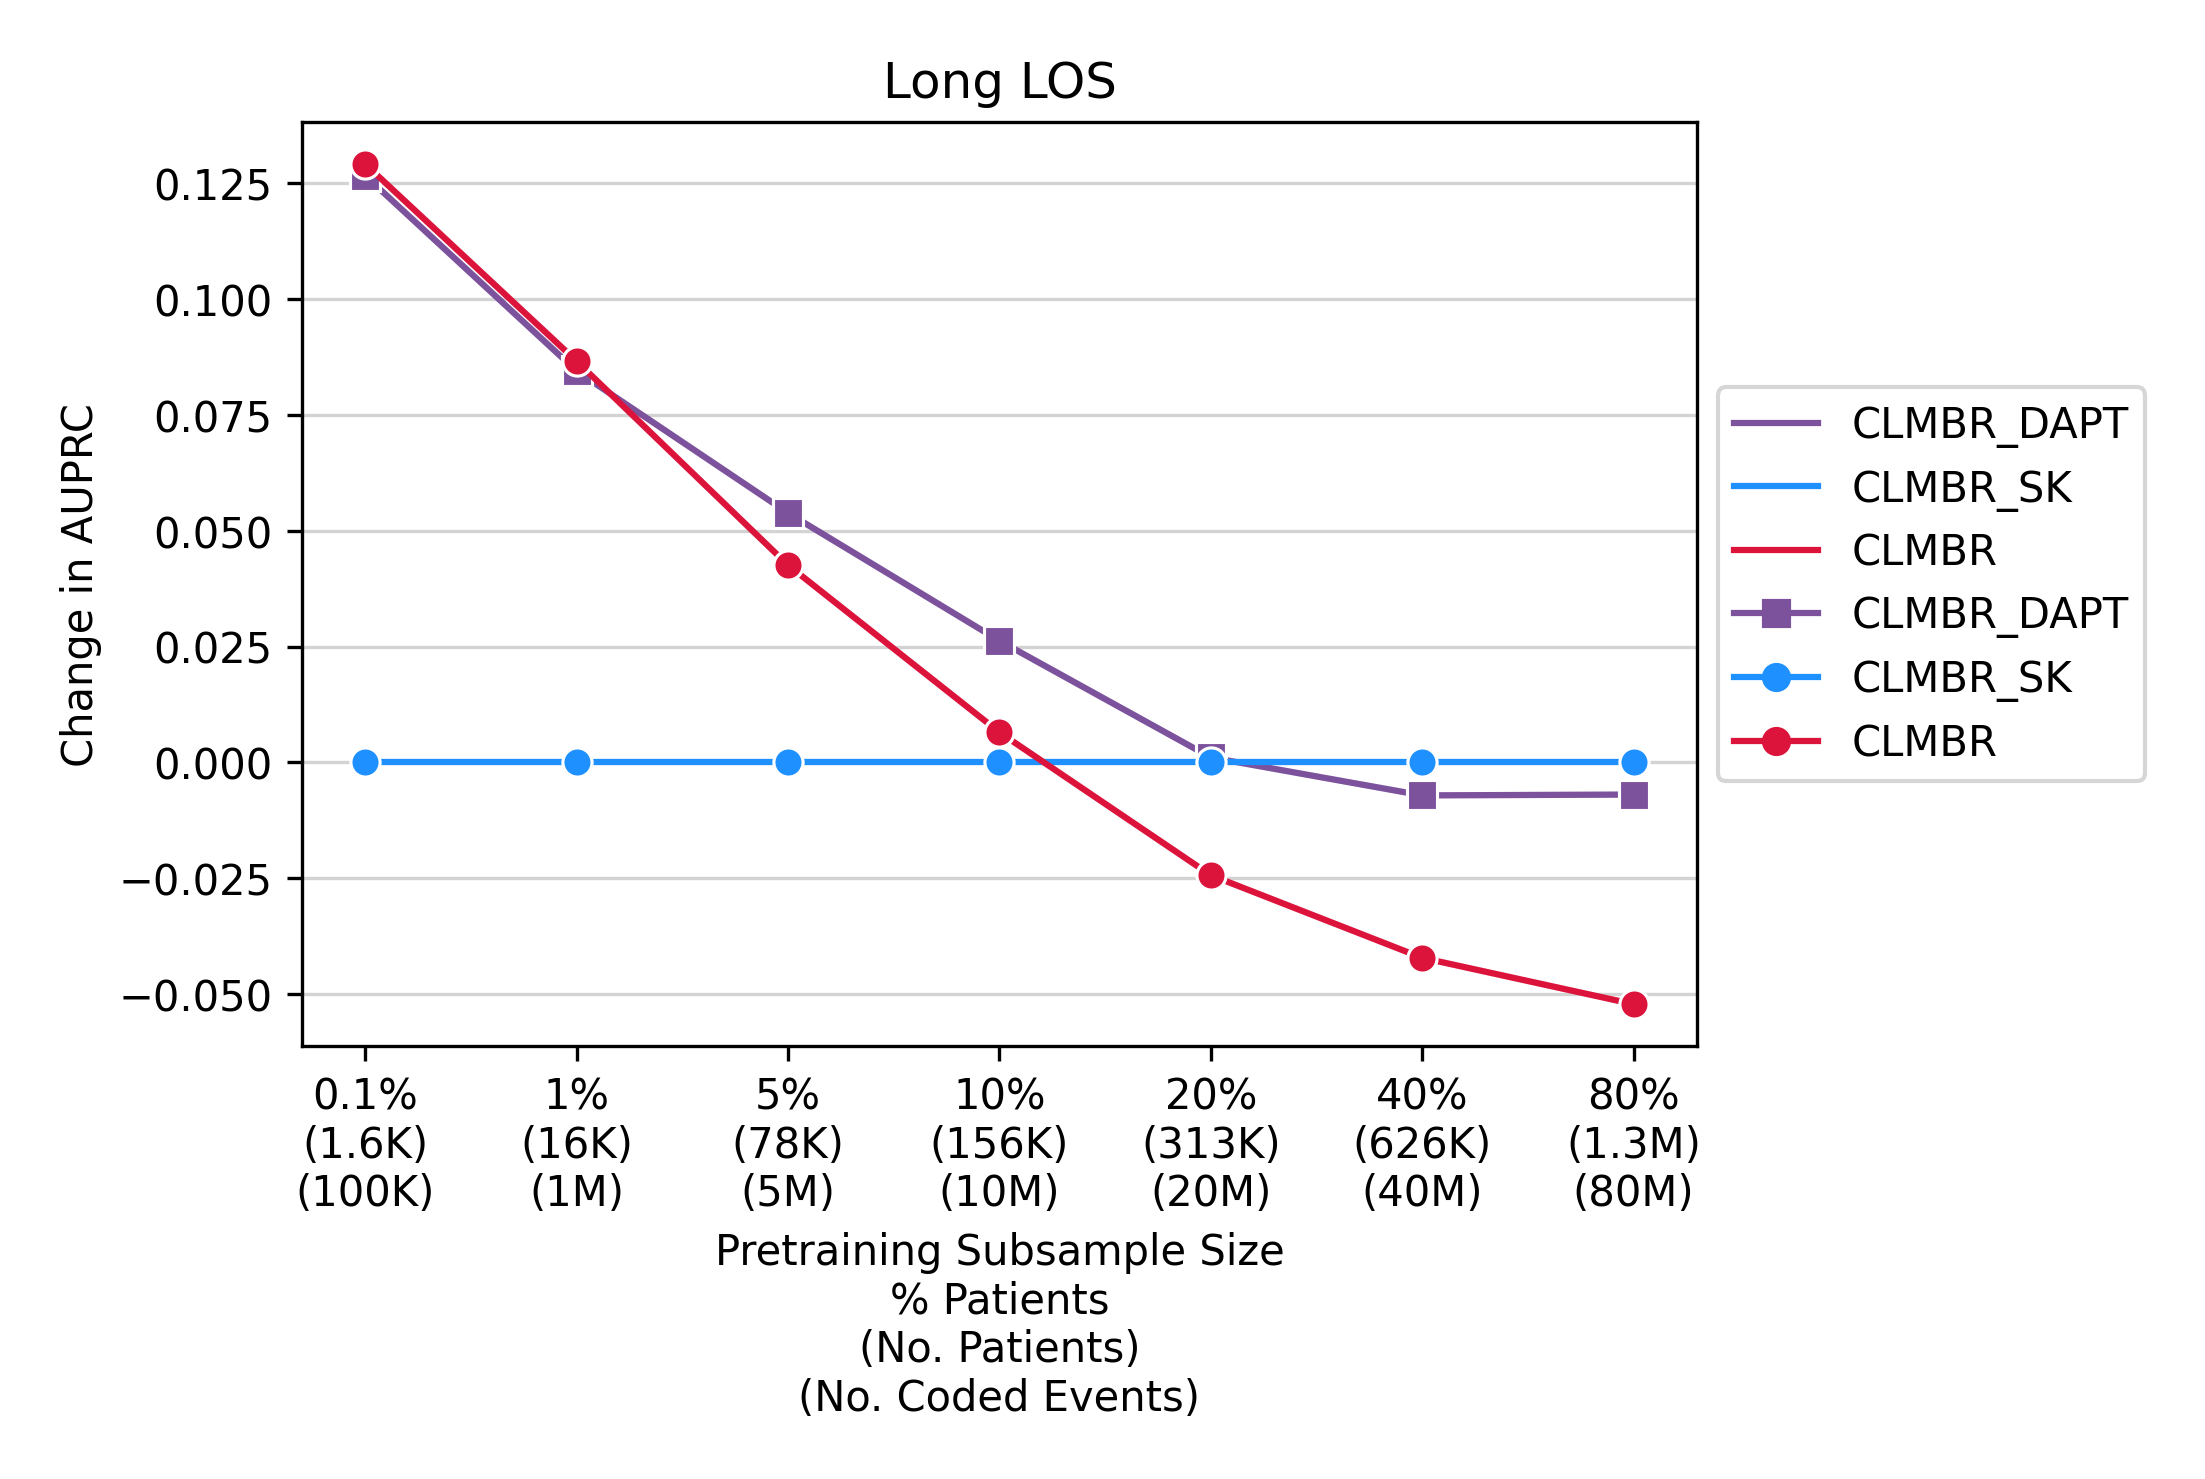 Long LOS
Change in AUPRC
0.125
0.100
0.075
0.050
0.025
0.000
−0.025
−0.050
0.1% 1% 5% 10% 20% 40% 80%
(1.6K) (16K) (78K) (156K) (313K) (626K) (1.3M)
(100K) (1M) (5M) (10M) (20M) (40M) (80M)
Pretraining Subsample Size
% Patients
(No. Patients)
(No. Coded Events)
CLMBR_DAPT
CLMBR_SK
CLMBR
CLMBR_DAPT
CLMBR_SK
CLMBR